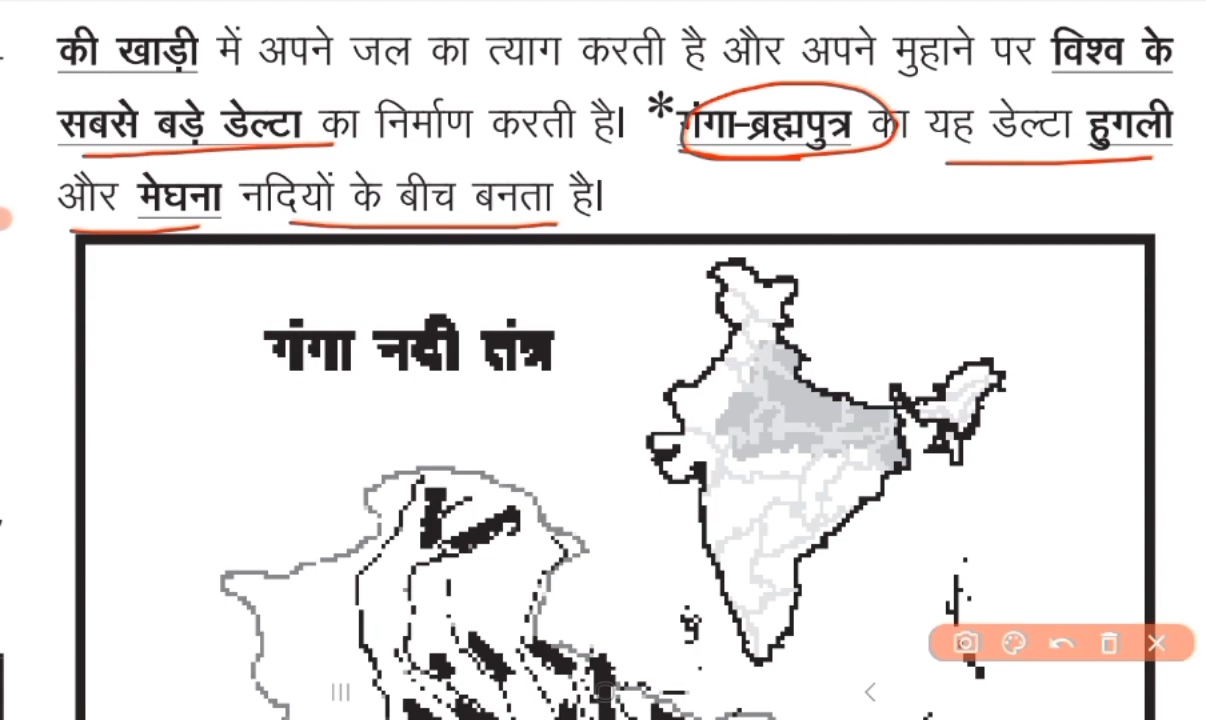 की खाड़ी में अपने जल का त्याग करती है और अपने मुहाने पर विश्व के
सबसे बड़े डेल्टा का निर्माण करती है। *गंगा-ब्रह्मपुत्र का यह डेल्टा हुगली
और मेघना नदियों के बीच बनता है।
गंगा नदी तंत्र